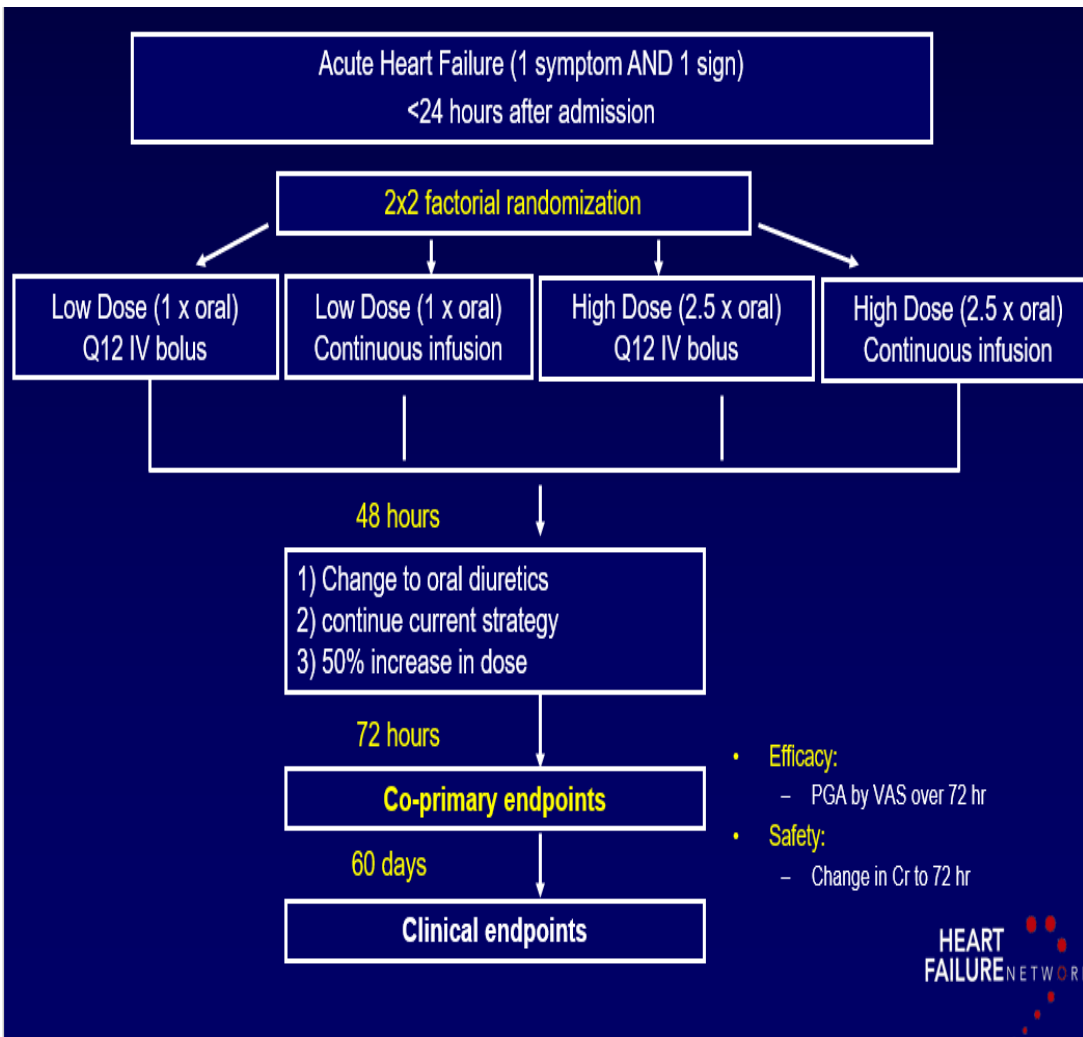 Acute Heart Failure (1 symptom AND 1 sign)
<24 hours after admission
2x2 factorial randomization
Low Dose (1 x oral)
Q12 IV bolus
Low Dose (1 x oral)
Continuous infusion
High Dose (2.5 x oral)
Q12 IV bolus
High Dose (2.5 x oral)
Continuous infusion
48 hours
1) Change to oral diuretics
2) continue current strategy
3) 50% increase in dose
72 hours
Co-primary endpoints
• Efficacy:
– PGA by VAS over 72 hr
• Safety:
– Change in Cr to 72 hr
60 days
Clinical endpoints
HEART
FAILURE NETWOR